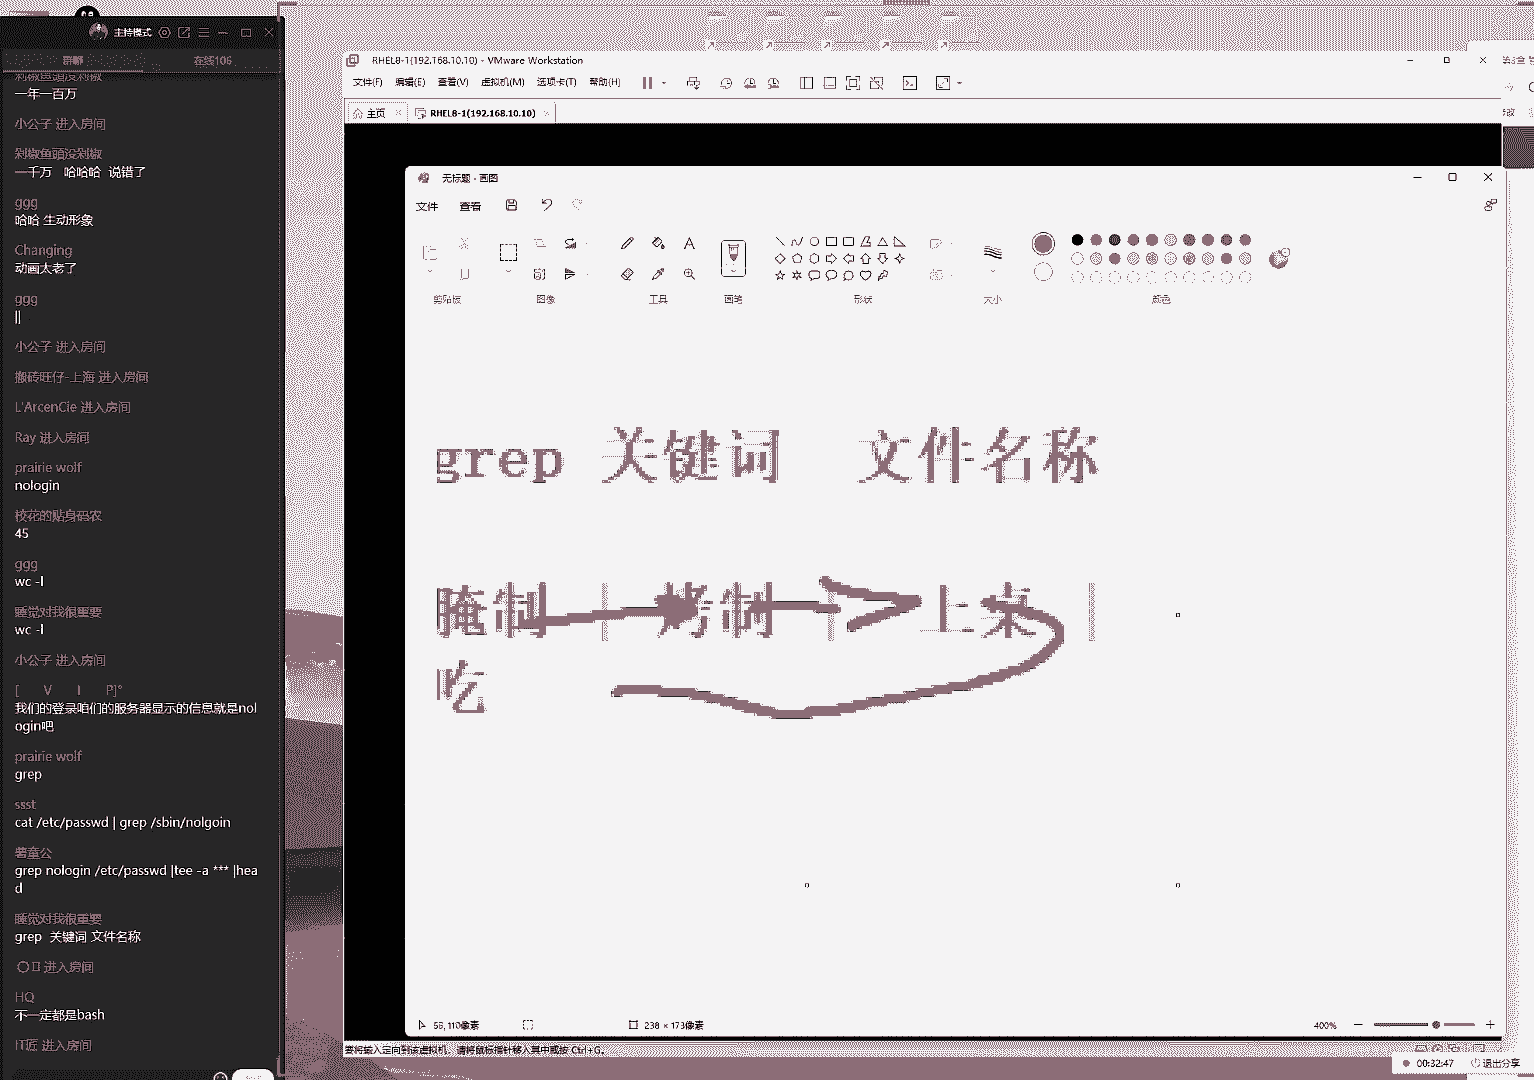 主持模式
群聊
在线106
剁椒鱼頭没剁椒
一年一百万
小公子 进入房间
剁椒鱼頭没剁椒
一千万 哈哈哈 说错了
ggg
哈哈 生动形象
Changing
动画太老了
ggg
||
小公子 进入房间
搬砖旺仔-上海 进入房间
L'ArcenCie 进入房间
Ray 进入房间
prairie wolf
nologin
校花的贴身码农
45
ggg
wc -l
睡觉对我很重要
wc -l
小公子 进入房间
[ V I P]°
我们的登录咱们的服务器显示的信息就是nol
ogin吧
prairie wolf
grep
ssst
cat /etc/passwd | grep /sbin/nolgoin
薯童公
grep nologin /etc/passwd |tee -a *** |hea
d
睡觉对我很重要
grep 关键词 文件名称
进入房间
HQ
不一定都是bash
IT匠 进入房间
RHEL8-1(192.168.10.10) - VMware Workstation
文件(F) 编辑(E) 查看(V) 虚拟机(M) 选项卡(T) 帮助(H)
主页
RHEL8-1(192.168.10.10)
无标题 - 画图
文件 查看
剪贴板 图像 工具 画笔 形状 大小 颜色
grep 关键词 文件名称
腌制 | 烤制 | 上桌 |
吃
58, 110像素
238 × 173像素
400%
要将输入定向到该虚拟机，请将鼠标指针移入其中或按 Ctrl+G。
00:32:47
退出分享